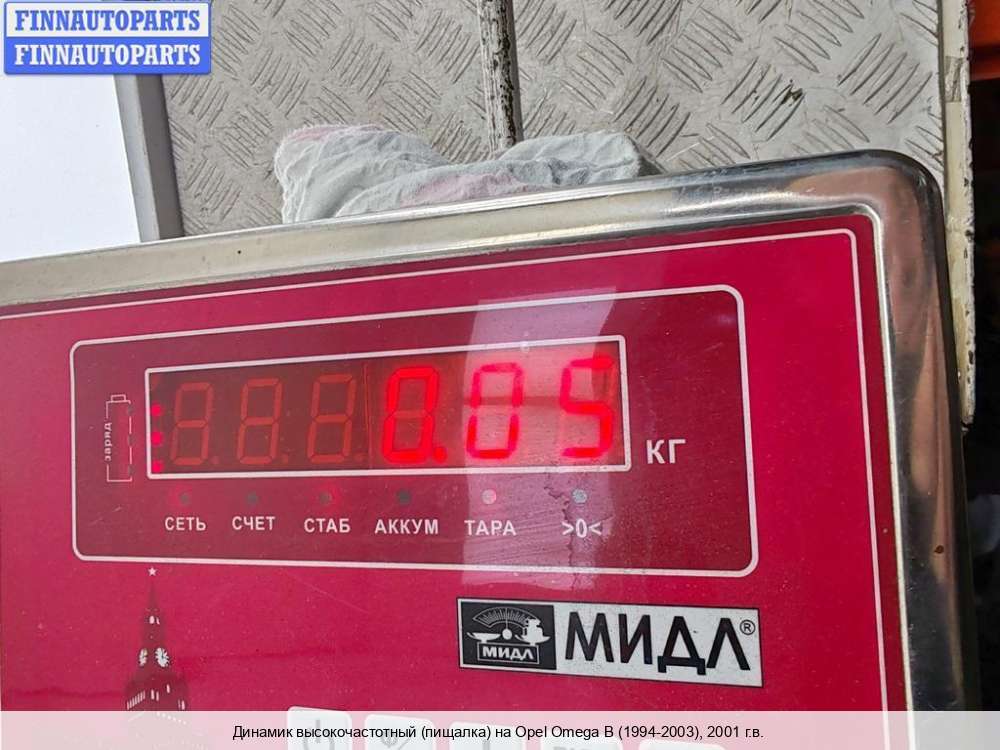 FINNAUTOPARTS
FINNAUTOPARTS
заряд
0.05
КГ
СЕТЬ СЧЕТ СТАБ АККУМ ТАРА >0<
МИДЛ
МИДЛ®
Динамик высокочастотный (пищалка) на Opel Omega B (1994-2003), 2001 г.в.